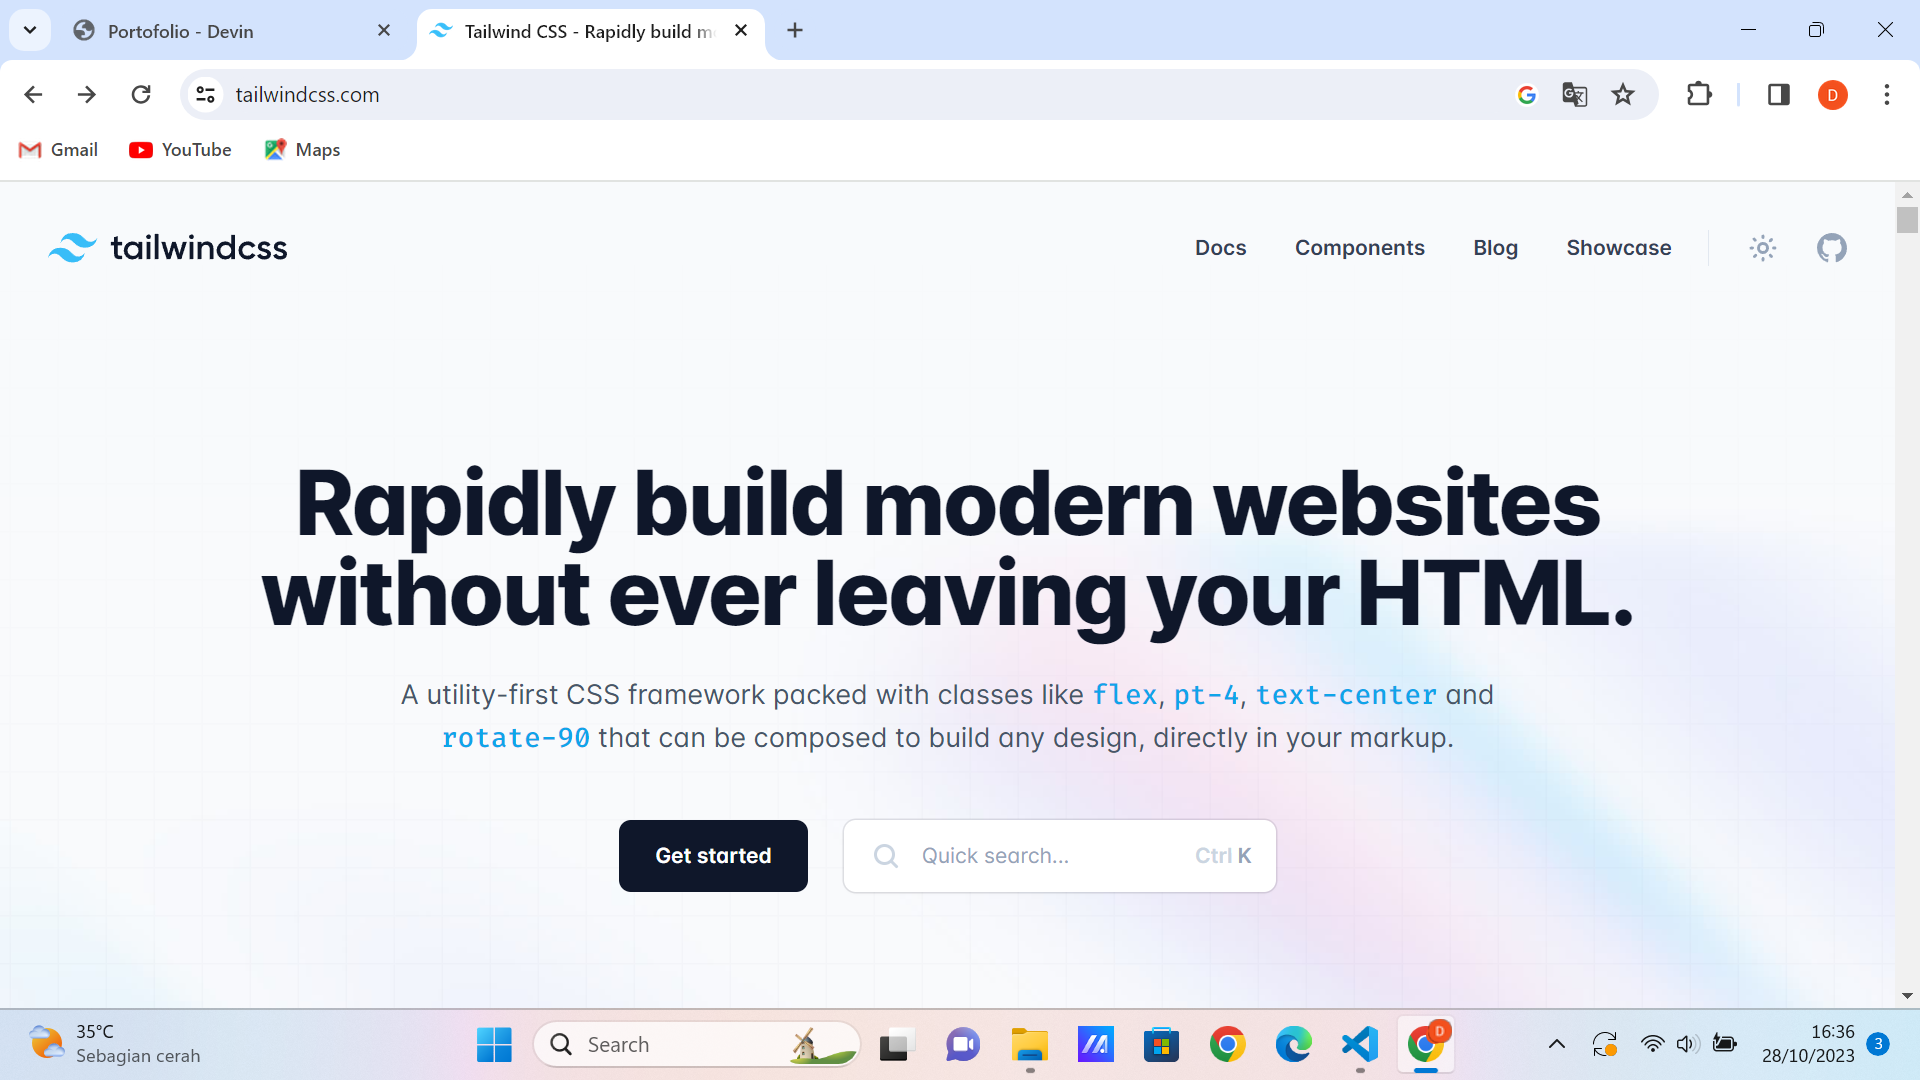 Portofolio - Devin
Tailwind CSS - Rapidly build m
tailwindcss.com
D
Gmail
YouTube
Maps
tailwindcss
Docs
Components
Blog
Showcase
Rapidly build modern websites
without ever leaving your HTML.
A utility-first CSS framework packed with classes like flex, pt-4, text-center and
rotate-90 that can be composed to build any design, directly in your markup.
Get started
Quick search...
Ctrl K
35°C
Sebagian cerah
Search
D
16:36
28/10/2023
3